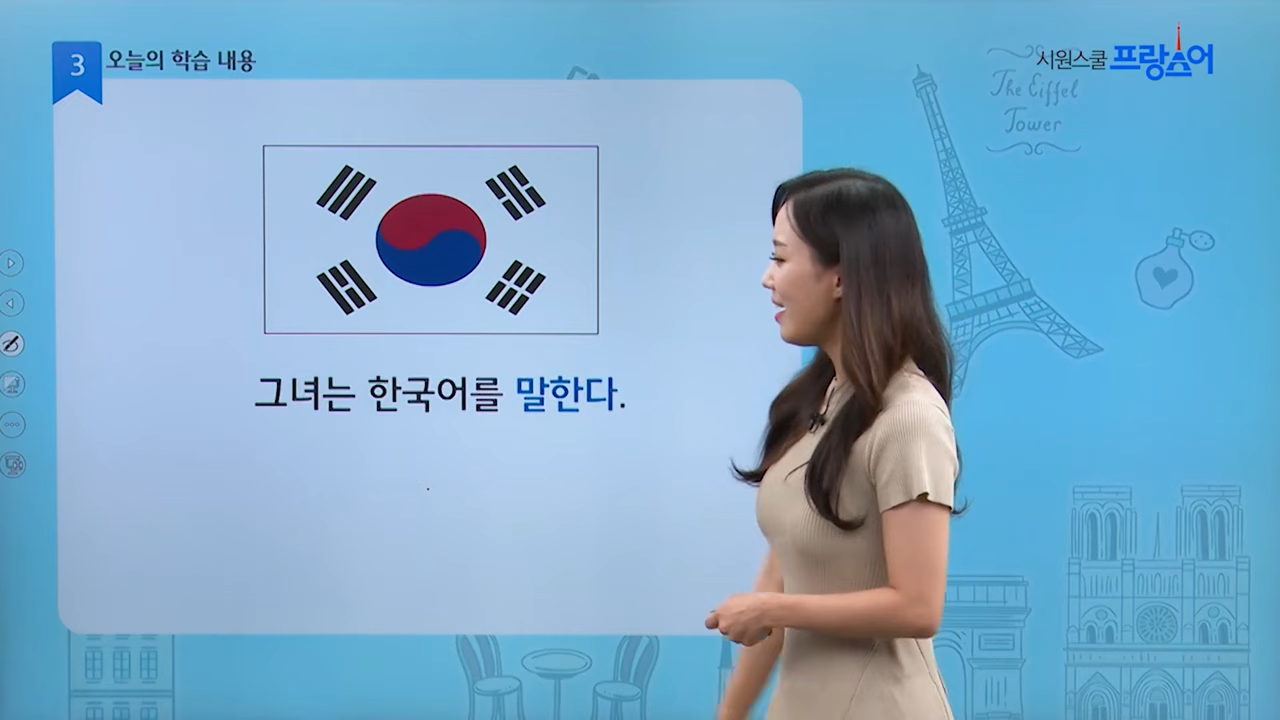 3 오늘의 학습 내용
시원스쿨 프랑스어
The Eiffel
Tower
그녀는 한국어를 말한다.